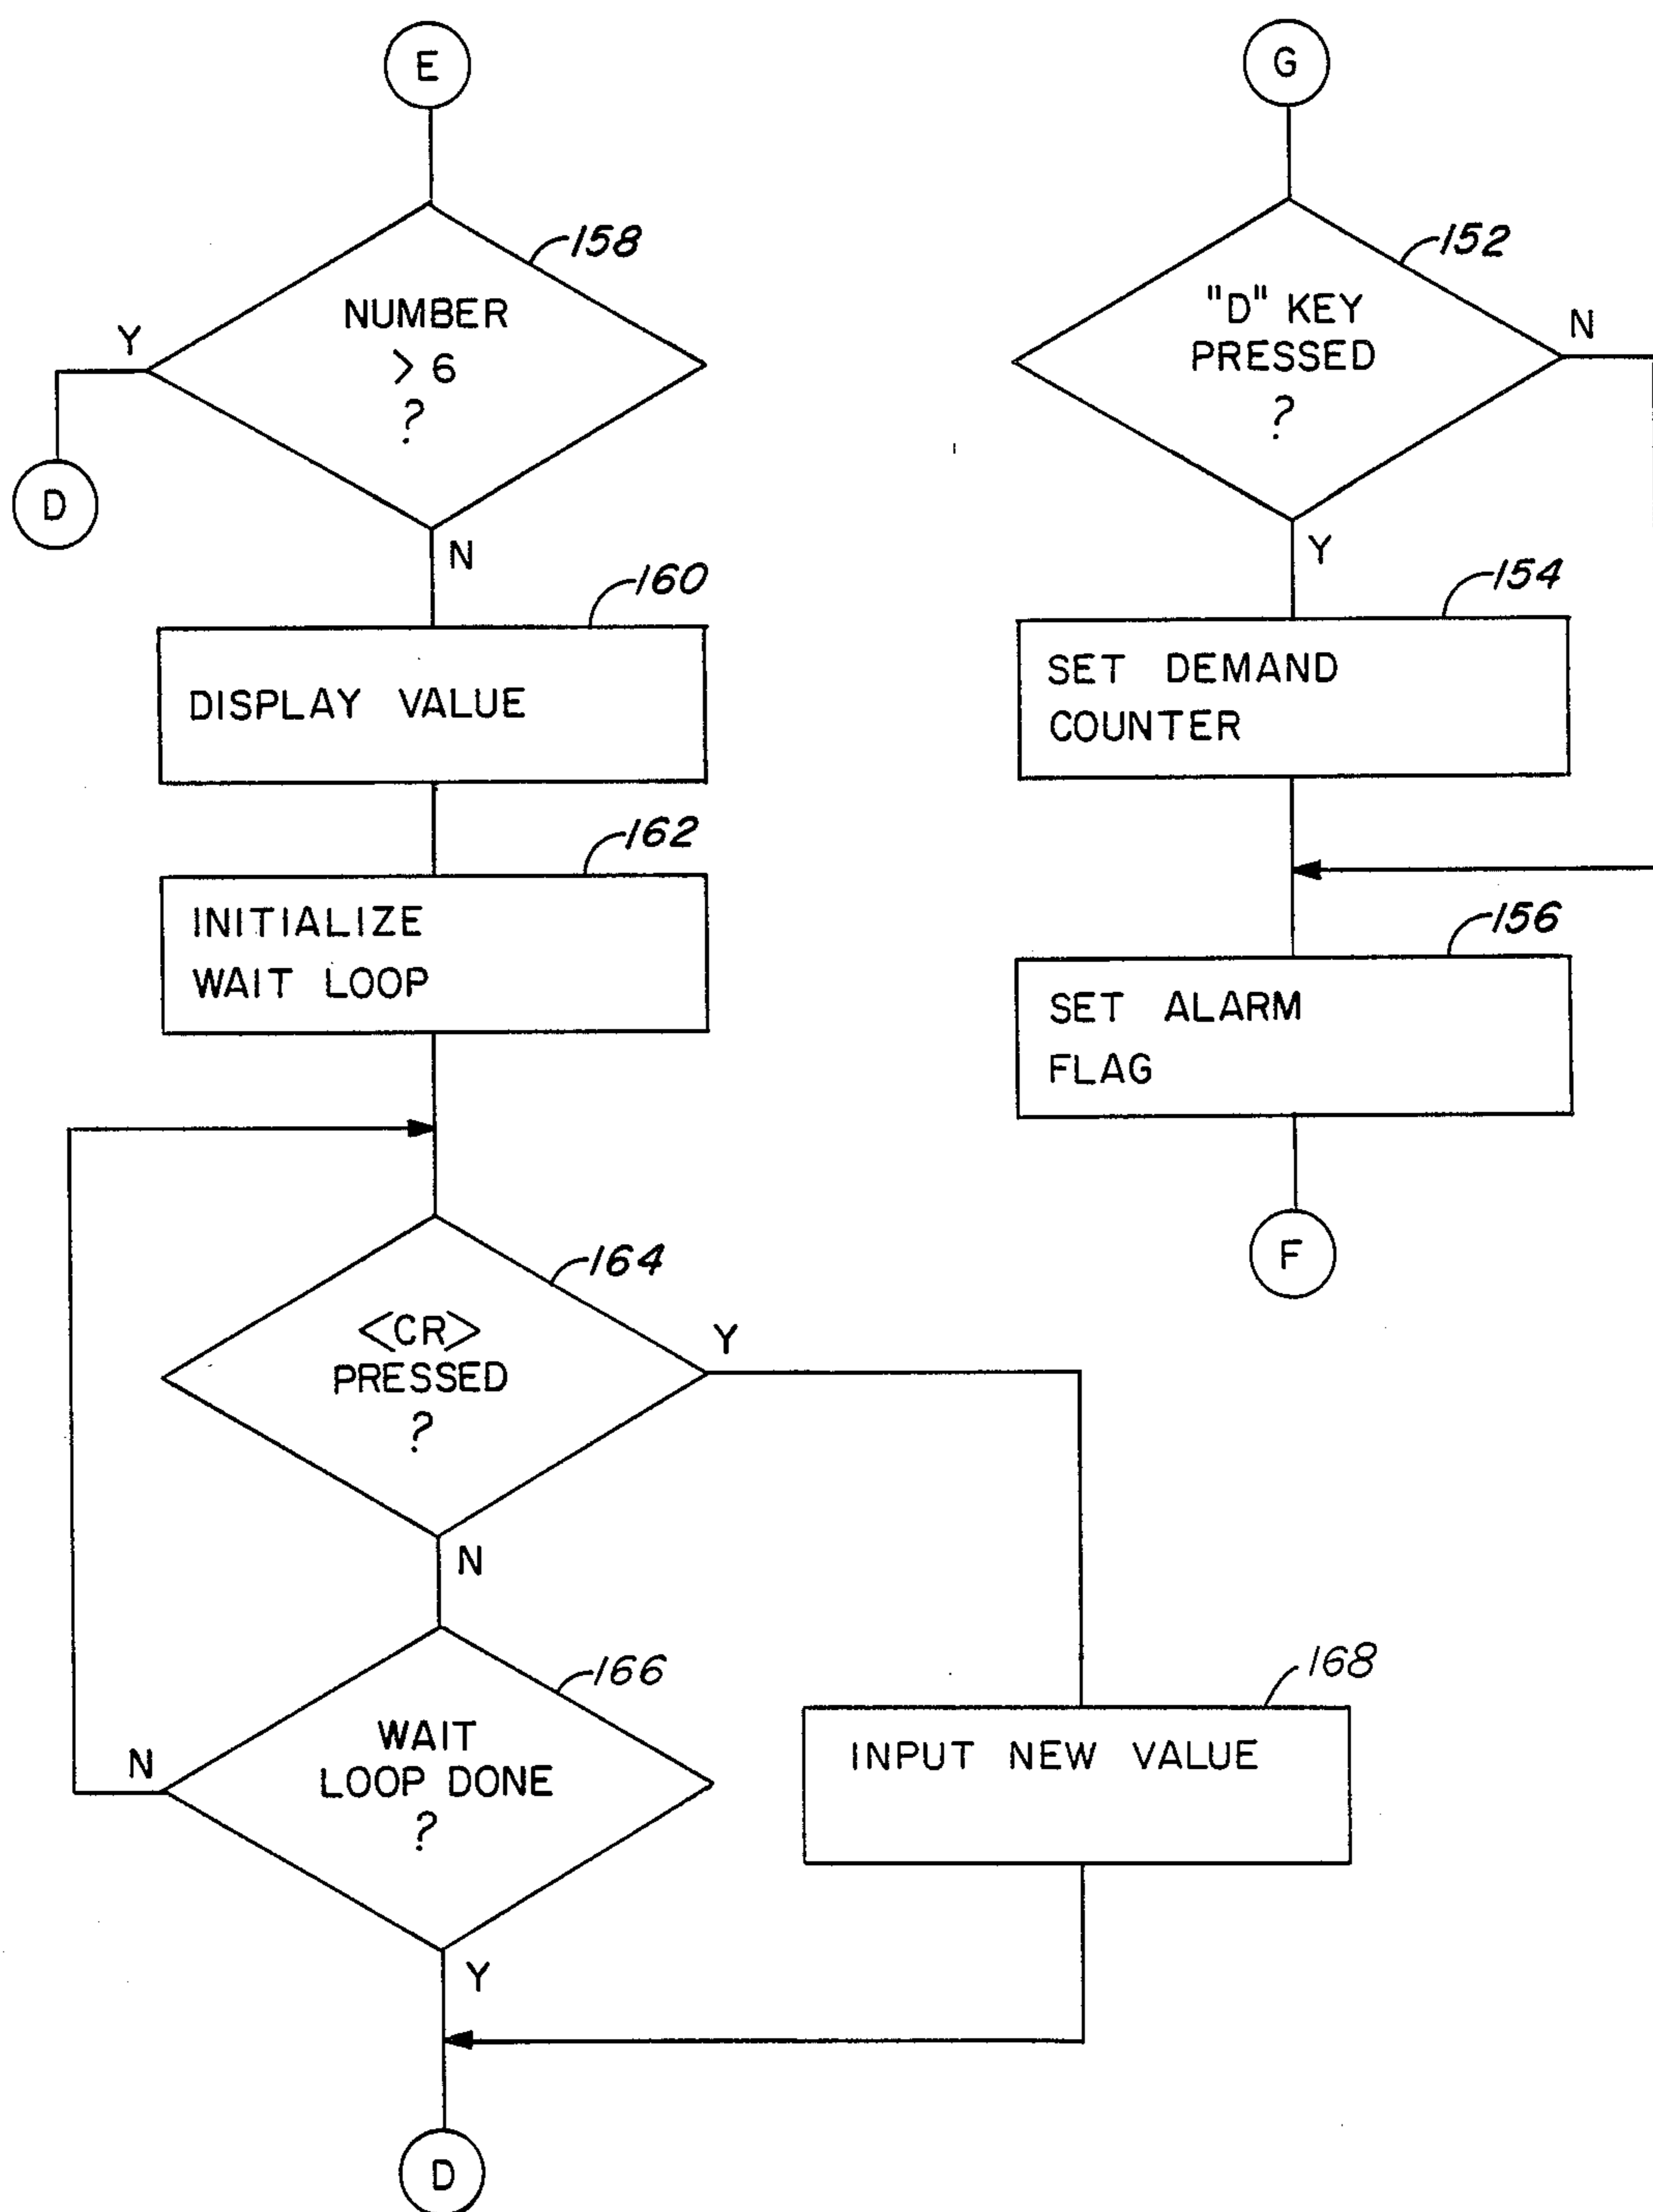 E
158
NUMBER
> 6
?
Y
D
N
160
DISPLAY VALUE
162
INITIALIZE
WAIT LOOP
164
<CR>
PRESSED
?
Y
N
166
WAIT
LOOP DONE
?
N
Y
168
INPUT NEW VALUE
D
G
152
"D" KEY
PRESSED
?
N
Y
154
SET DEMAND
COUNTER
156
SET ALARM
FLAG
F